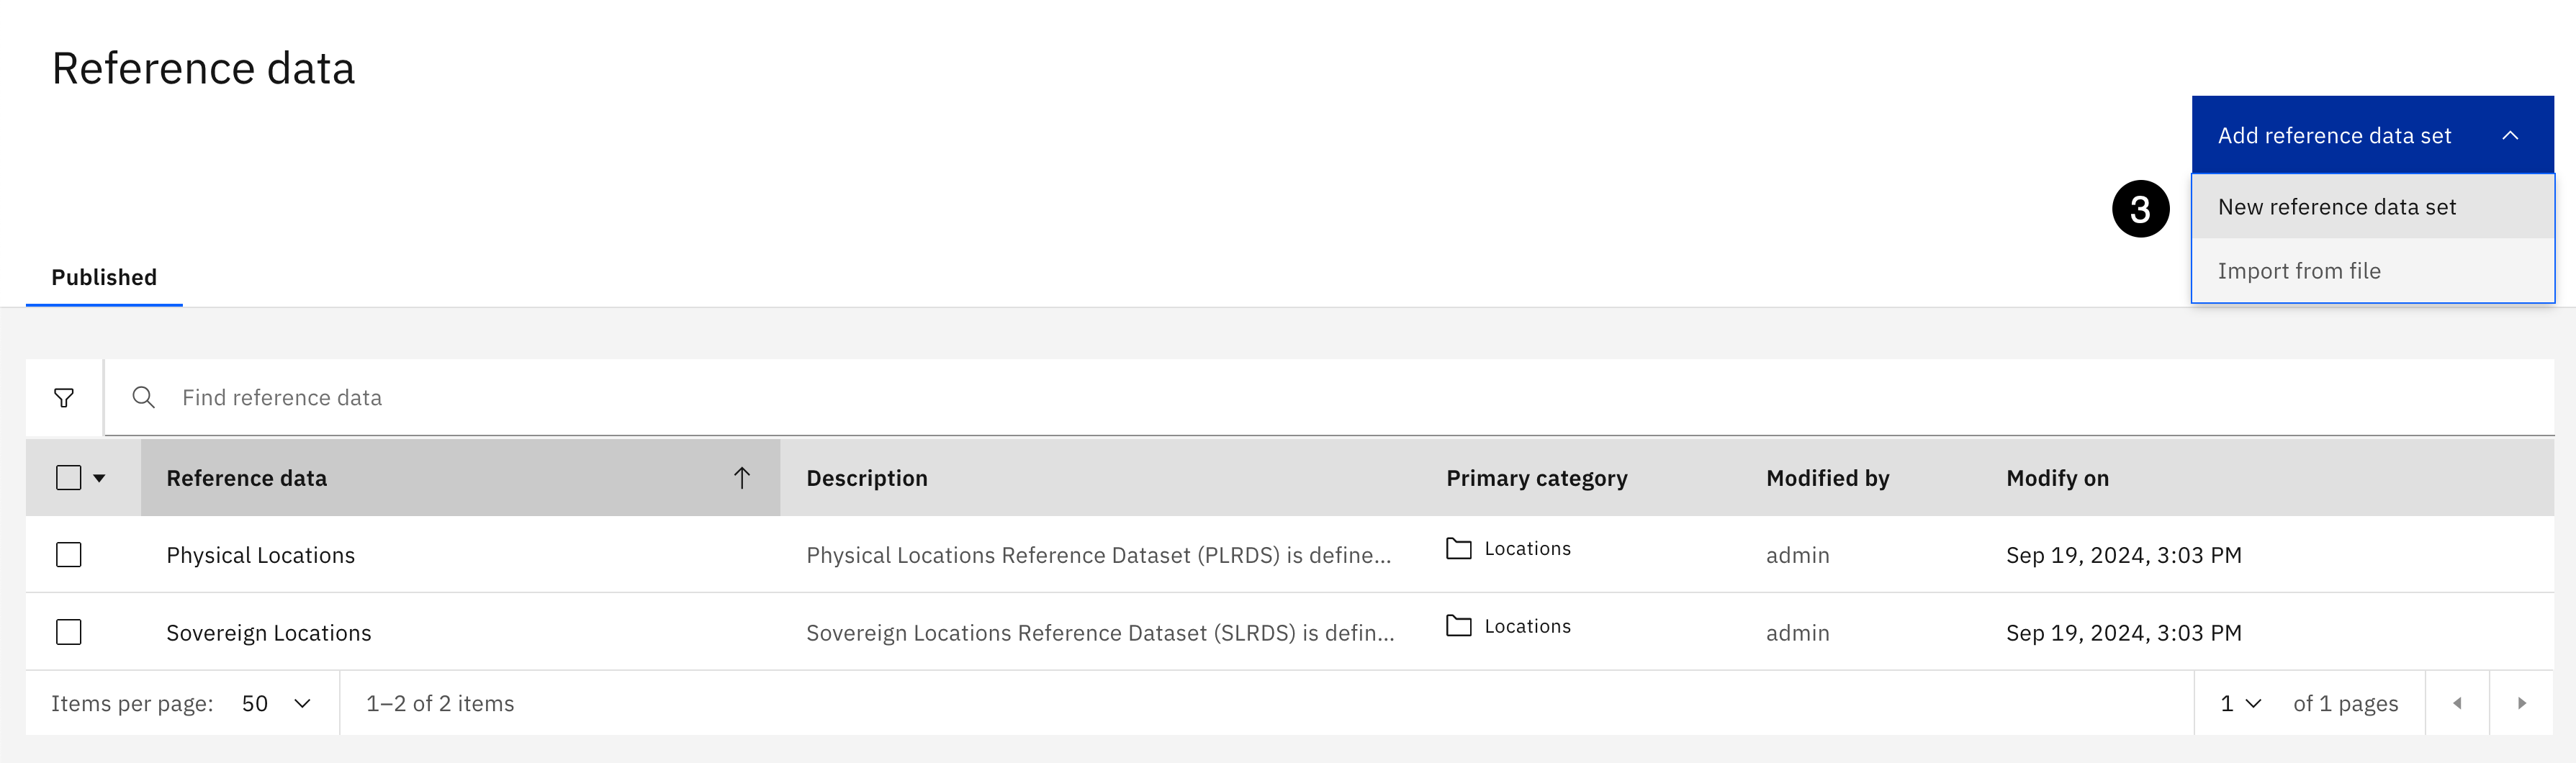 Reference data
Add reference data set
3
New reference data set
Import from file
Published
Find reference data
Reference data Description Primary category Modified by Modify on
Physical Locations Physical Locations Reference Dataset (PLRDS) is define... Locations admin Sep 19, 2024, 3:03 PM
Sovereign Locations Sovereign Locations Reference Dataset (SLRDS) is defin... Locations admin Sep 19, 2024, 3:03 PM
Items per page: 50 1–2 of 2 items 1 of 1 pages